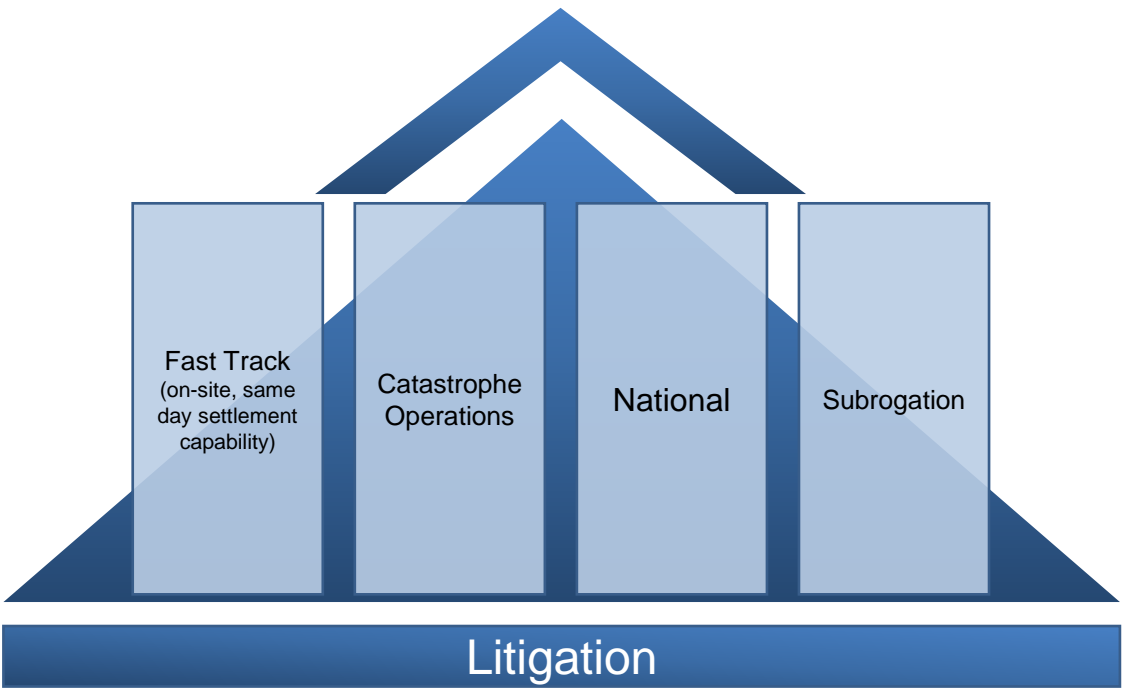 Fast Track
(on-site, same
day settlement
capability)
Catastrophe
Operations
National
Subrogation
Litigation